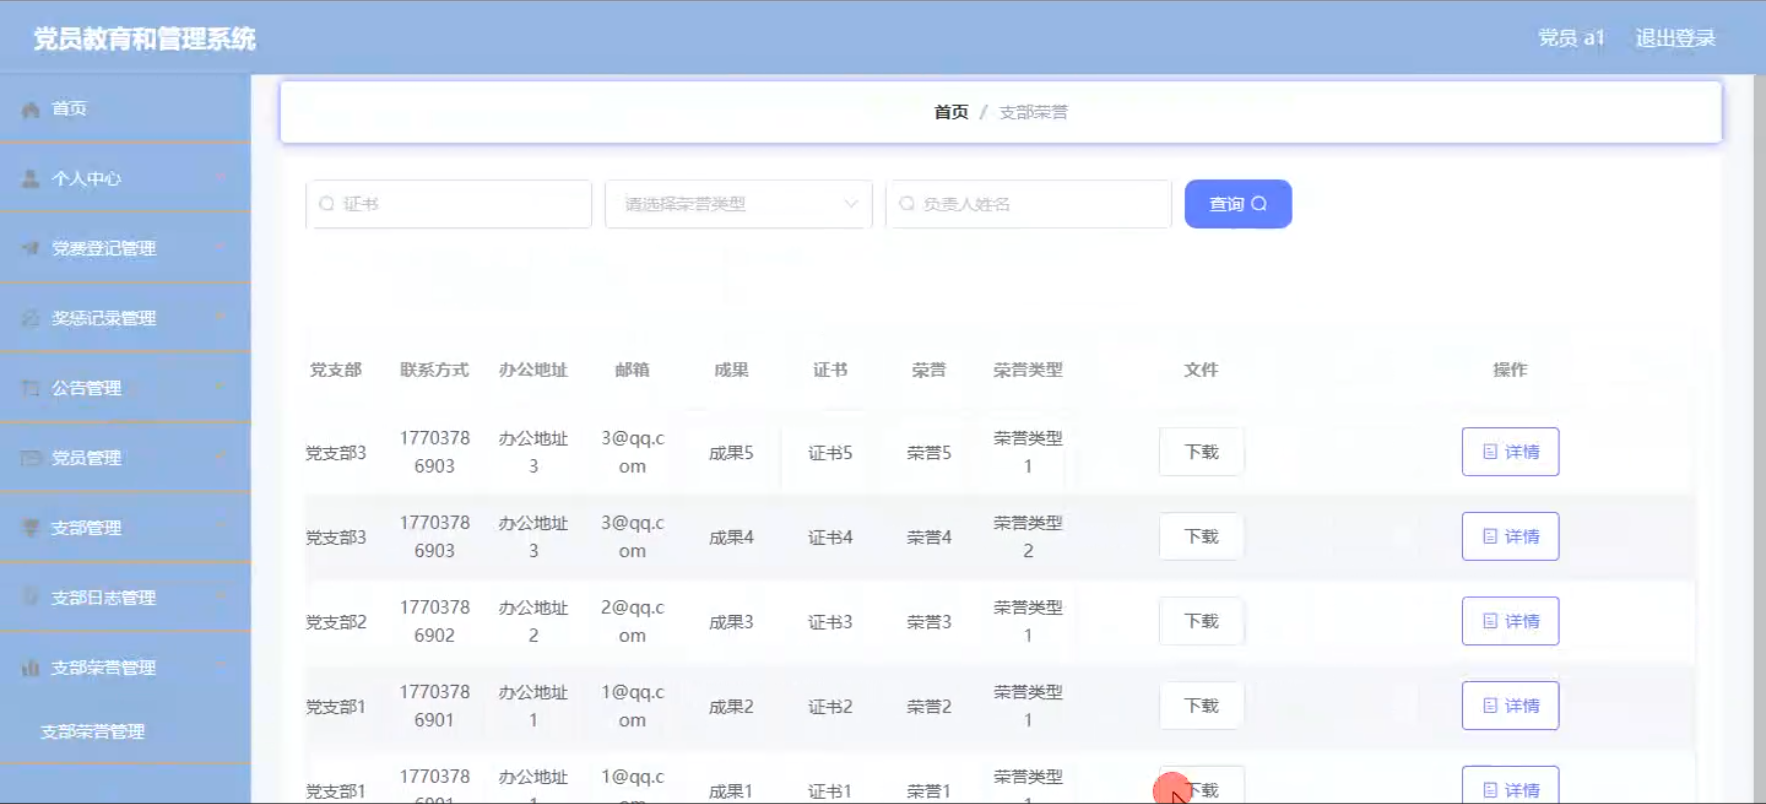 党员教育和管理系统
党员 a1 退出登录
首页
个人中心
党费登记管理
奖惩记录管理
公告管理
党员管理
支部管理
支部日志管理
支部荣誉管理
支部荣誉管理
首页 / 支部荣誉
证书 请选择荣誉类型 负责人姓名 查询
党支部 联系方式 办公地址 邮箱 成果 证书 荣誉 荣誉类型 文件 操作
党支部3 1770378 办公地址 3@qq.c 成果5 证书5 荣誉5 荣誉类型 下载 详情
6903 3 om 1
党支部3 1770378 办公地址 3@qq.c 成果4 证书4 荣誉4 荣誉类型 下载 详情
6903 3 om 2
党支部2 1770378 办公地址 2@qq.c 成果3 证书3 荣誉3 荣誉类型 下载 详情
6902 2 om 1
党支部1 1770378 办公地址 1@qq.c 成果2 证书2 荣誉2 荣誉类型 下载 详情
6901 1 om 1
党支部1 1770378 办公地址 1@qq.c 成果1 证书1 荣誉1 荣誉类型 下载 详情